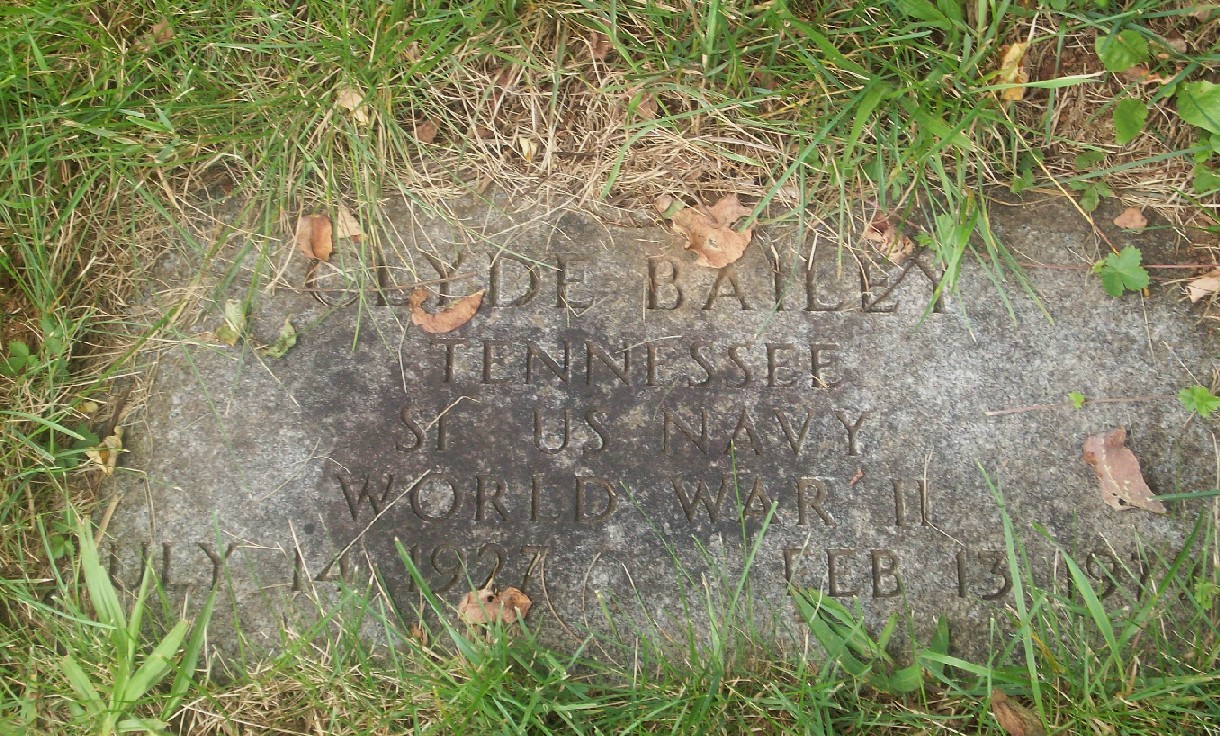 CLYDE BAILEY
TENNESSEE
S1 US NAVY
WORLD WAR II
JULY 14 1927 FEB 13